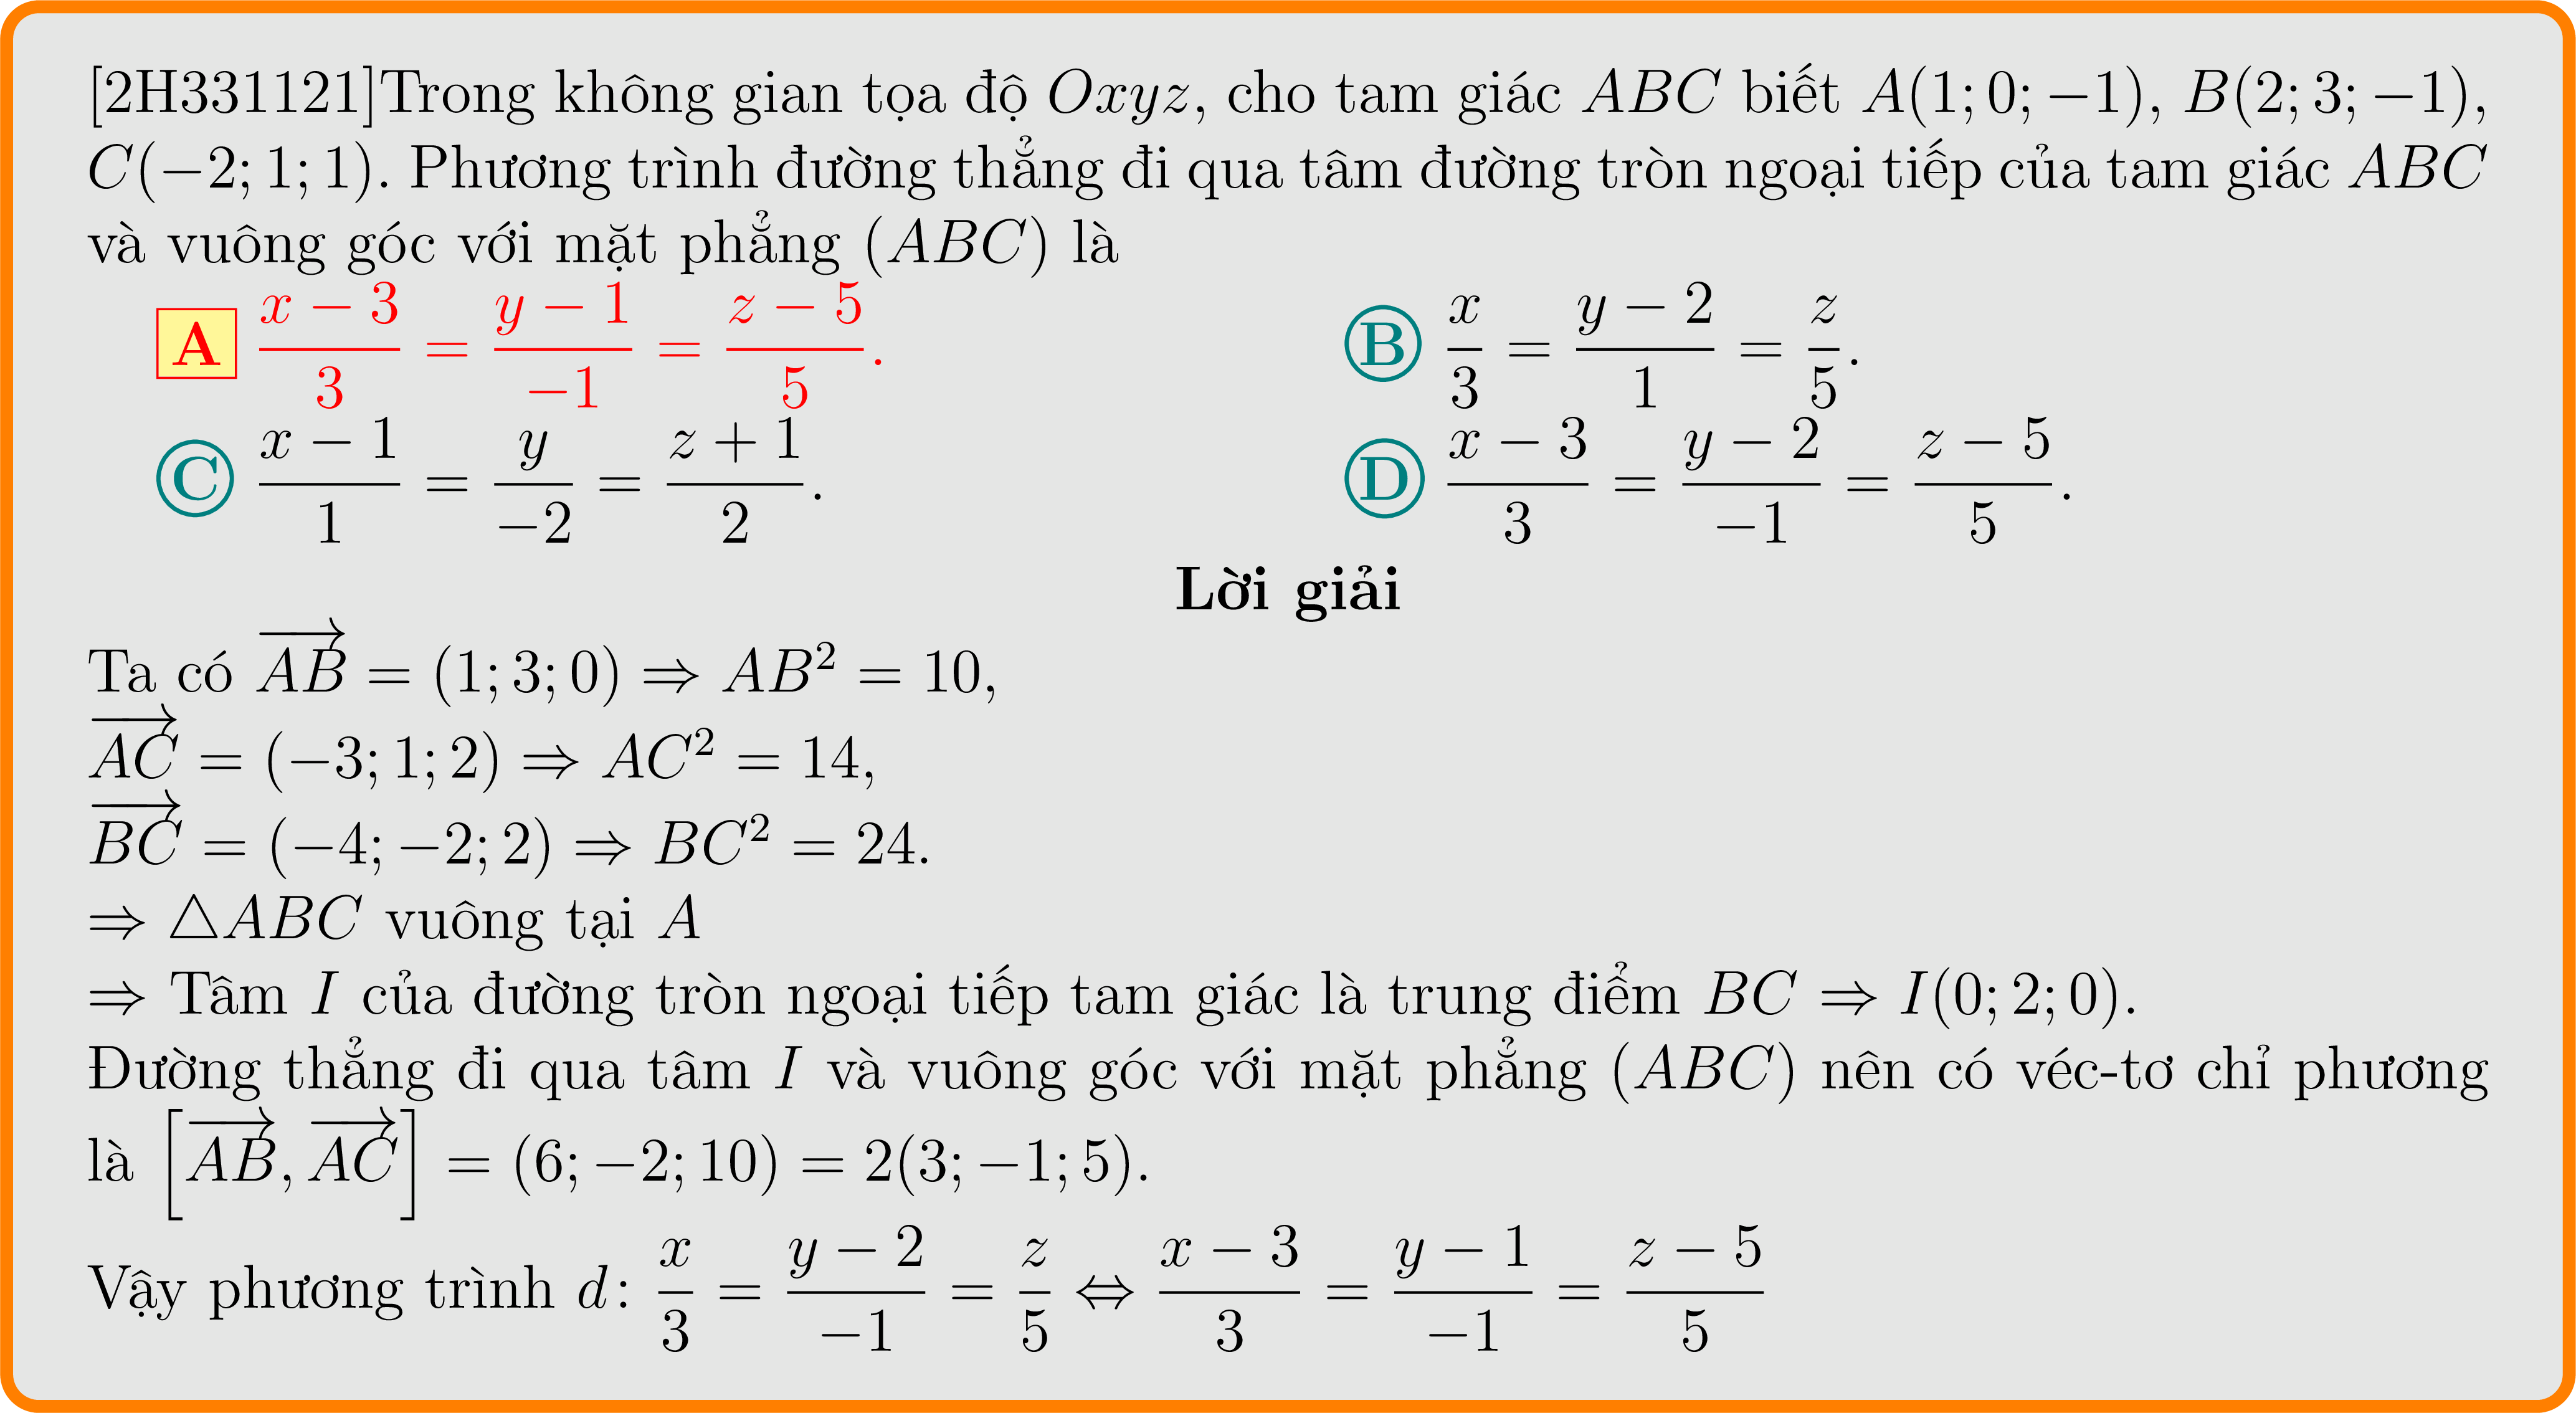 [2H331121]Trong không gian tọa độ Oxyz, cho tam giác ABC biết A(1; 0; −1), B(2; 3; −1),
C(−2; 1; 1). Phương trình đường thẳng đi qua tâm đường tròn ngoại tiếp của tam giác ABC
và vuông góc với mặt phẳng (ABC) là
A $\frac{x-3}{3} = \frac{y-1}{-1} = \frac{z-5}{5}$. B $\frac{x}{3} = \frac{y-2}{1} = \frac{z}{5}$.
C $\frac{x-1}{1} = \frac{y}{-2} = \frac{z+1}{2}$. D $\frac{x-3}{3} = \frac{y-2}{-1} = \frac{z-5}{5}$.
Lời giải
Ta có $\overrightarrow{AB} = (1; 3; 0) \Rightarrow AB^2 = 10$,
$\overrightarrow{AC} = (-3; 1; 2) \Rightarrow AC^2 = 14$,
$\overrightarrow{BC} = (-4; -2; 2) \Rightarrow BC^2 = 24$.
⇒ △ABC vuông tại A
⇒ Tâm I của đường tròn ngoại tiếp tam giác là trung điểm BC ⇒ I(0; 2; 0).
Đường thẳng đi qua tâm I và vuông góc với mặt phẳng (ABC) nên có véc-tơ chỉ phương
là $\left[\overrightarrow{AB}, \overrightarrow{AC}\right] = (6; -2; 10) = 2(3; -1; 5)$.
Vậy phương trình d: $\frac{x}{3} = \frac{y-2}{-1} = \frac{z}{5} \Leftrightarrow \frac{x-3}{3} = \frac{y-1}{-1} = \frac{z-5}{5}$